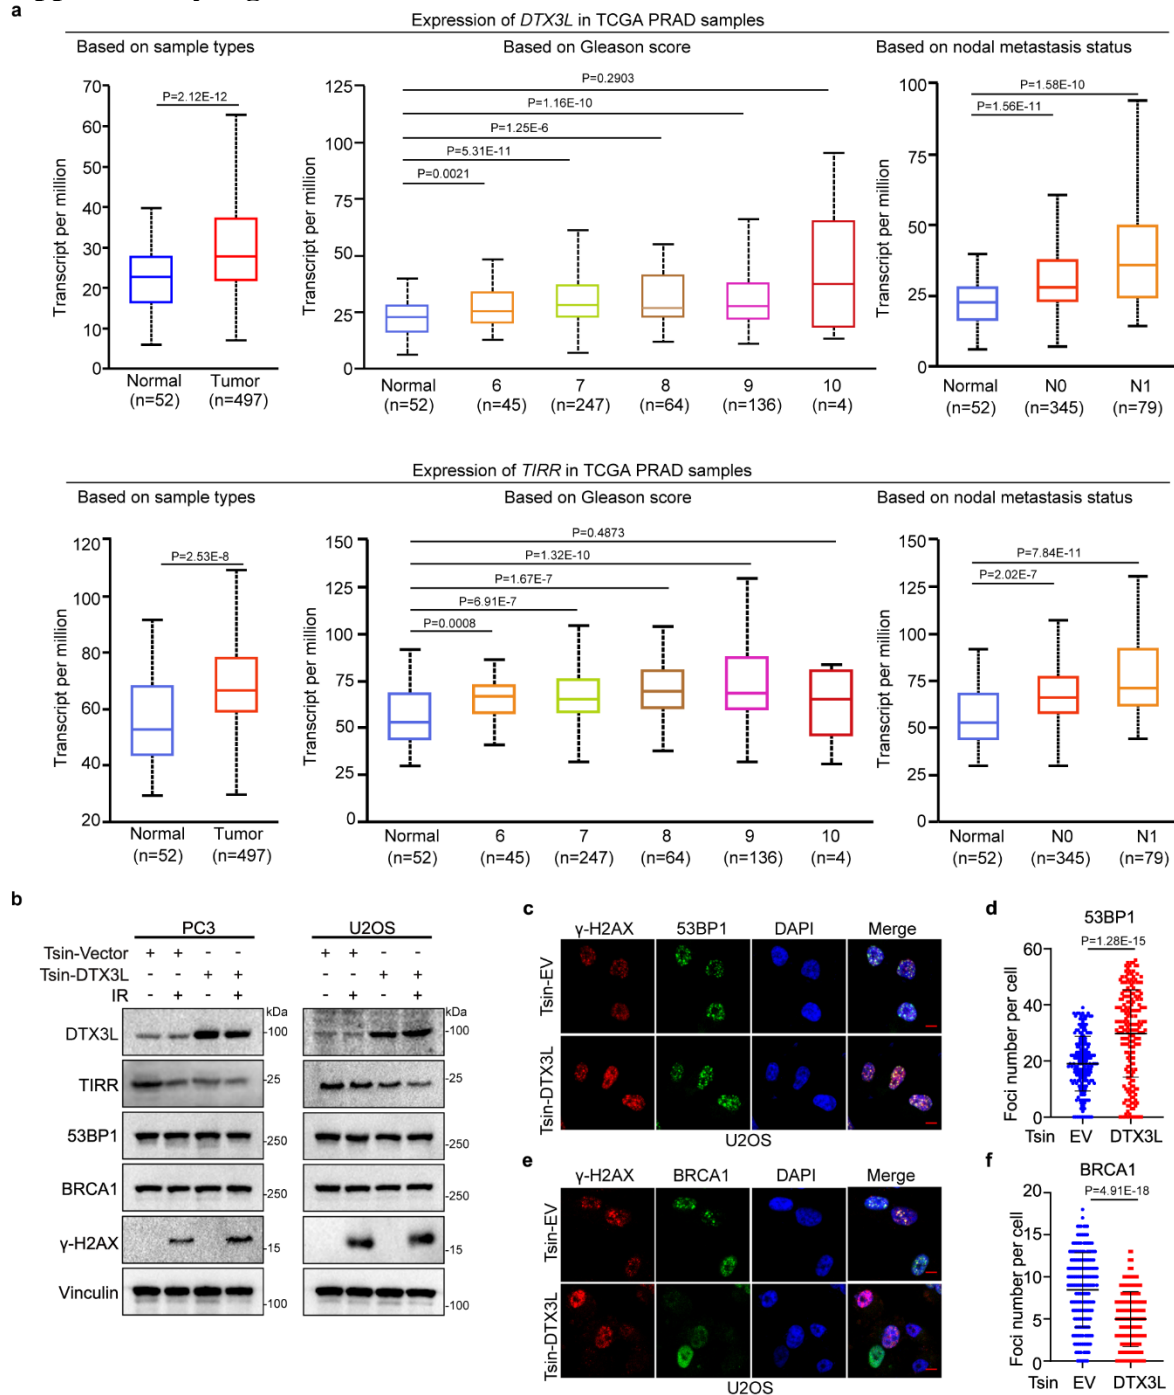 a
Expression of DTX3L in TCGA PRAD samples
Based on sample types
Based on Gleason score
Based on nodal metastasis status
Transcript per million
70
60
50
40
30
20
10
0
P=2.12E-12
Normal
(n=52)
Tumor
(n=497)
Transcript per million
125
100
75
50
25
0
P=0.2903
P=1.16E-10
P=1.25E-6
P=5.31E-11
P=0.0021
Normal 6 7 8 9 10
(n=52) (n=45) (n=247) (n=64) (n=136) (n=4)
Transcript per million
100
75
50
25
0
P=1.58E-10
P=1.56E-11
Normal N0 N1
(n=52) (n=345) (n=79)
Expression of TIRR in TCGA PRAD samples
Based on sample types
Based on Gleason score
Based on nodal metastasis status
Transcript per million
120
100
80
60
40
20
P=2.53E-8
Normal Tumor
(n=52) (n=497)
Transcript per million
150
125
100
75
50
25
0
P=0.4873
P=1.32E-10
P=1.67E-7
P=6.91E-7
P=0.0008
Normal 6 7 8 9 10
(n=52) (n=45) (n=247) (n=64) (n=136) (n=4)
Transcript per million
150
125
100
75
50
25
0
P=7.84E-11
P=2.02E-7
Normal N0 N1
(n=52) (n=345) (n=79)
b
PC3 U2OS
Tsin-Vector + + - - + + - -
Tsin-DTX3L - - + + - - + +
IR - + - + - + - +
kDa kDa
DTX3L -100 -100
TIRR -25 -25
53BP1 -250 -250
BRCA1 -250 -250
γ-H2AX -15 -15
Vinculin -100 -100
c
γ-H2AX 53BP1 DAPI Merge
Tsin-EV
Tsin-DTX3L
U2OS
d
53BP1
P=1.28E-15
Foci number per cell
60
40
20
0
Tsin EV DTX3L
e
γ-H2AX BRCA1 DAPI Merge
Tsin-EV
Tsin-DTX3L
U2OS
f
BRCA1
P=4.91E-18
Foci number per cell
20
15
10
5
0
Tsin EV DTX3L